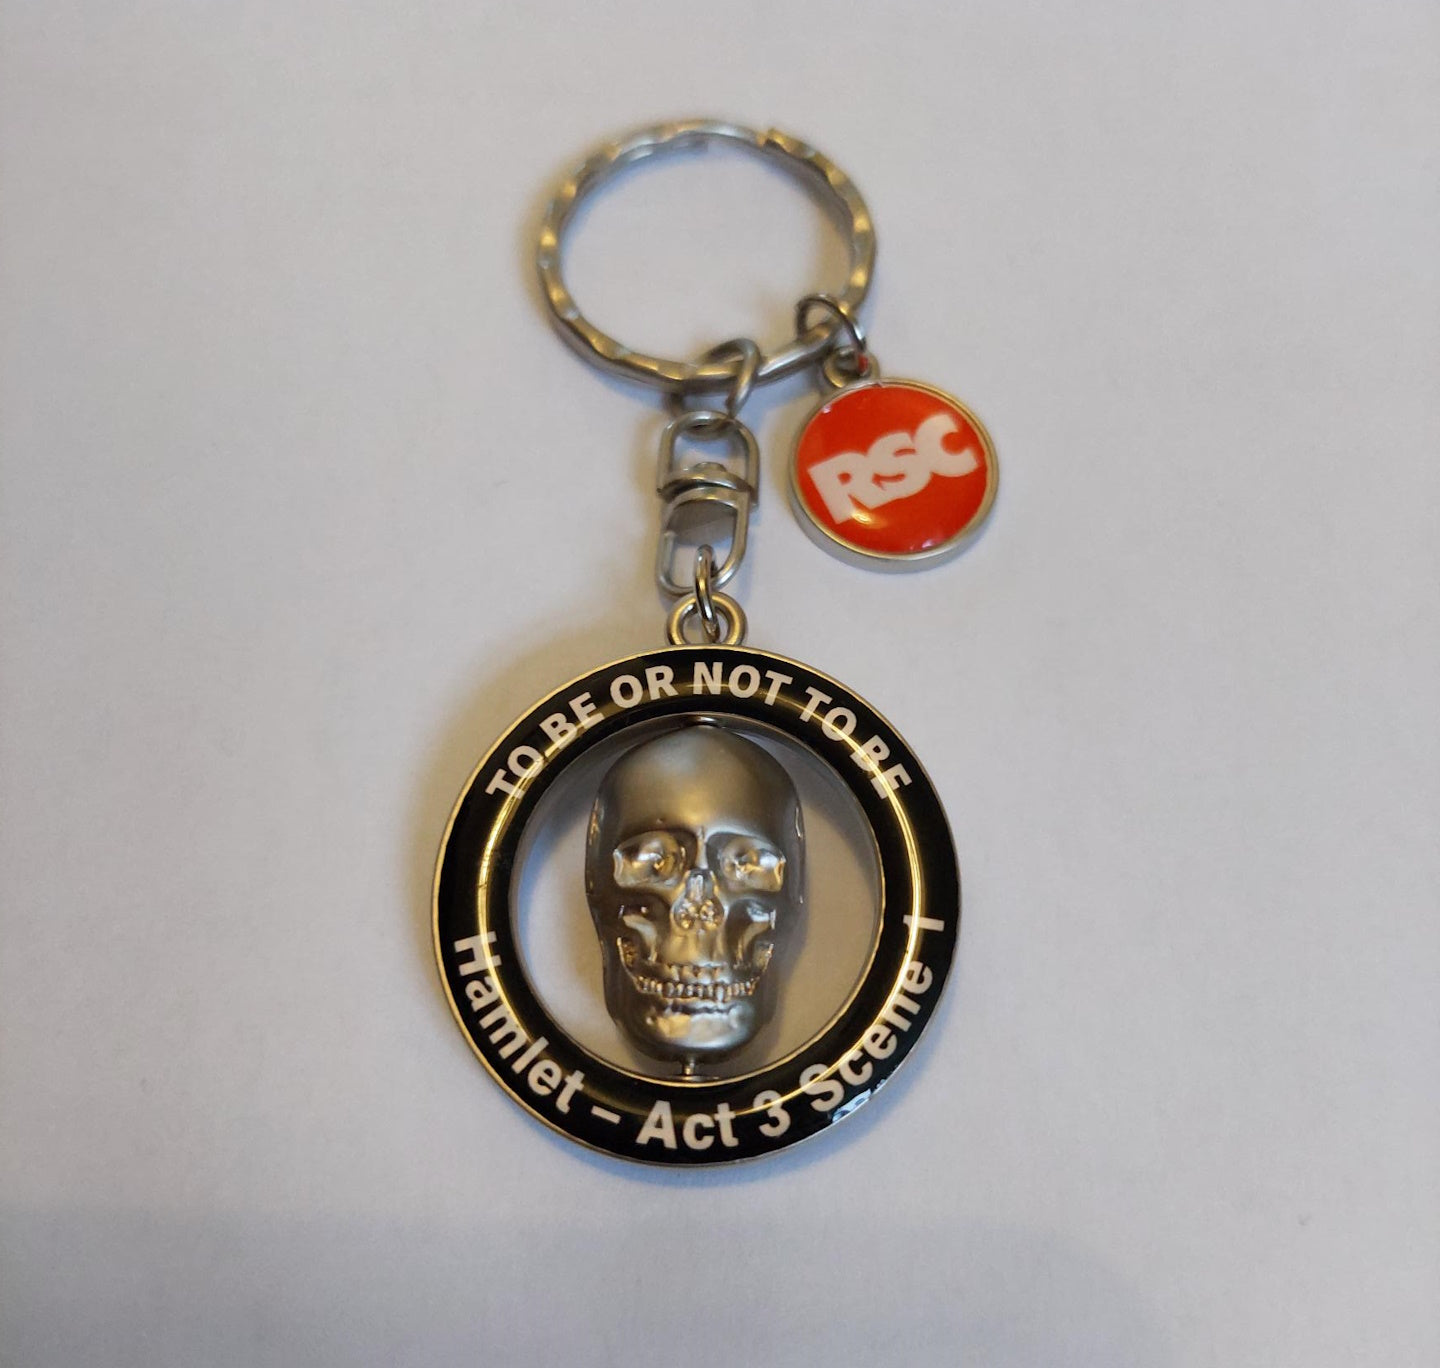 RSC
TO BE OR NOT TO BE
Hamlet – Act 3 Scene 1